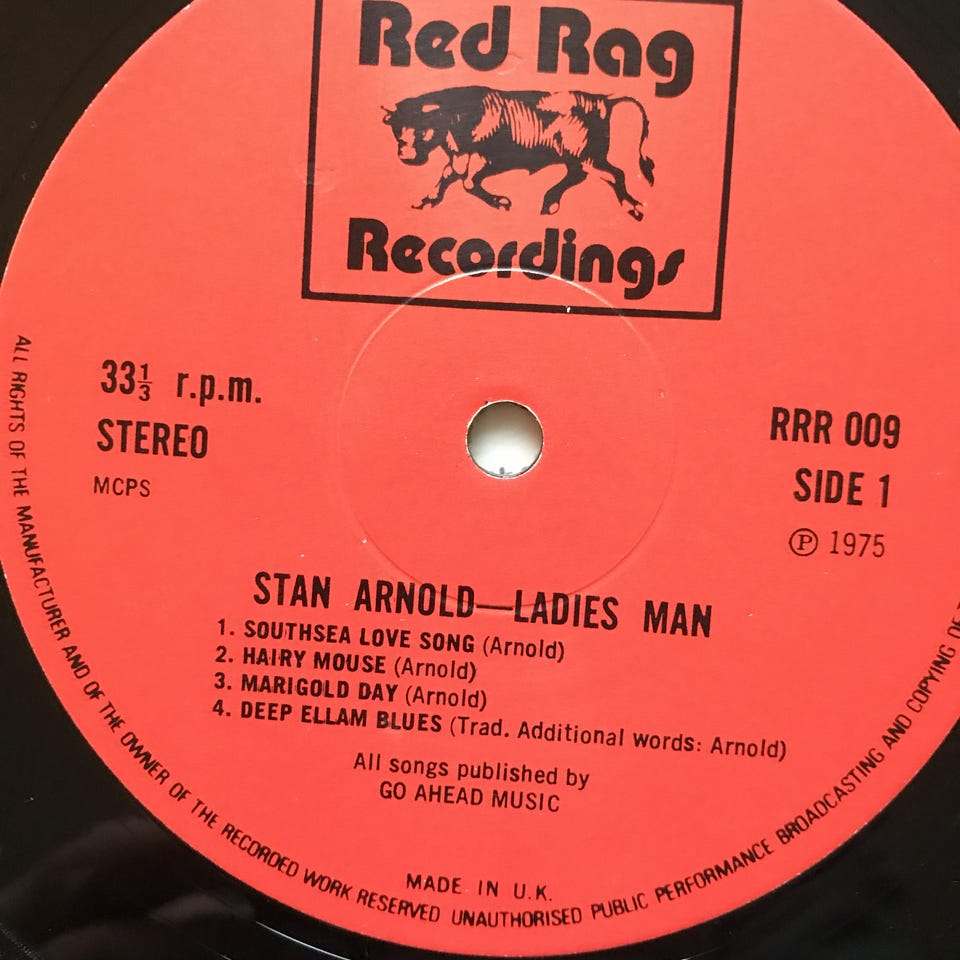 Red Rag
Recordings
33⅓ r.p.m.
STEREO
MCPS
RRR 009
SIDE 1
Ⓟ 1975
STAN ARNOLD—LADIES MAN
1. SOUTHSEA LOVE SONG (Arnold)
2. HAIRY MOUSE (Arnold)
3. MARIGOLD DAY (Arnold)
4. DEEP ELLAM BLUES (Trad. Additional words: Arnold)
All songs published by
GO AHEAD MUSIC
MADE IN U.K.
ALL RIGHTS OF THE MANUFACTURER AND OF THE OWNER OF THE RECORDED WORK RESERVED UNAUTHORISED PUBLIC PERFORMANCE BROADCASTING AND COPYING OF